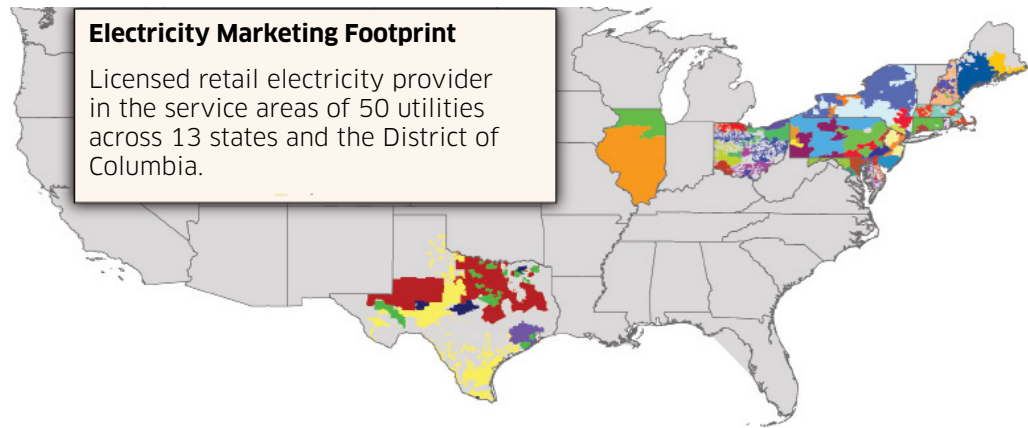 Electricity Marketing Footprint
Licensed retail electricity provider
in the service areas of 50 utilities
across 13 states and the District of
Columbia.